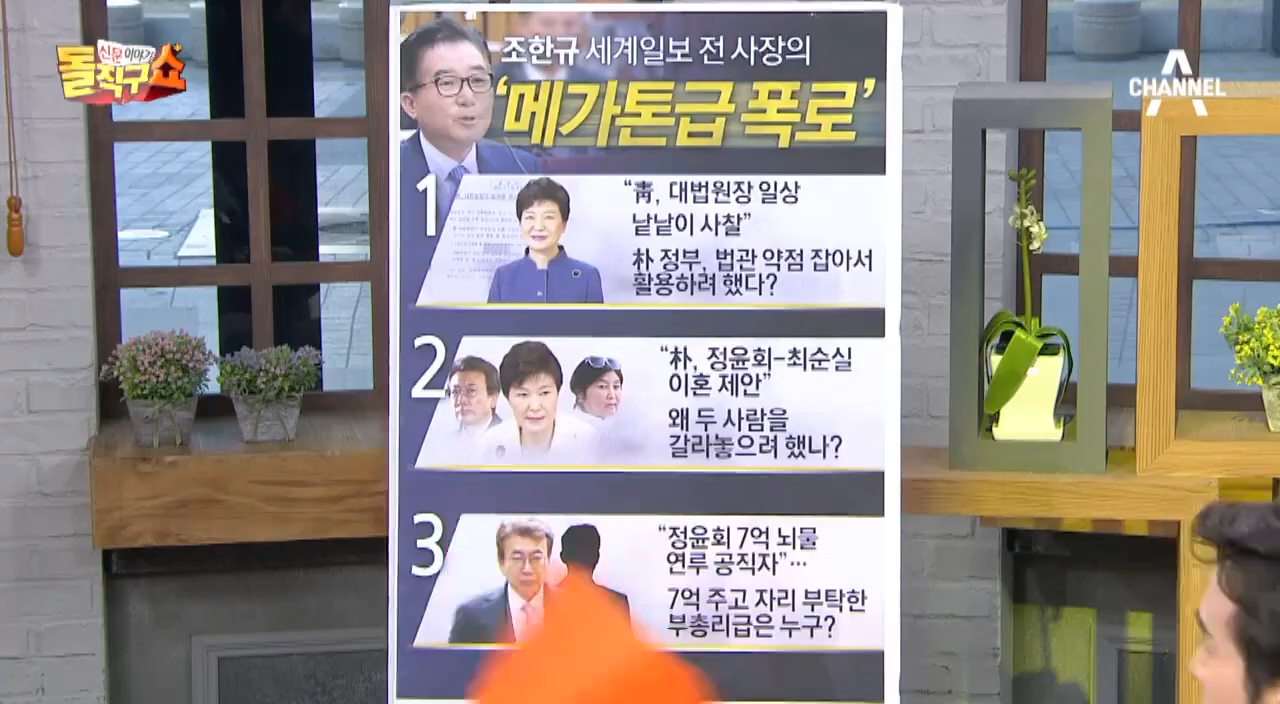 신문이야기
돌직구쇼
CHANNEL A
조한규 세계일보 전 사장의
‘메가톤급 폭로’
1
“靑, 대법원장 일상
낱낱이 사찰”
朴 정부, 법관 약점 잡아서
활용하려 했다?
2
“朴, 정윤회-최순실
이혼 제안”
왜 두 사람을
갈라놓으려 했나?
3
“정윤회 7억 뇌물
연루 공직자”…
7억 주고 자리 부탁한
부총리급은 누구?